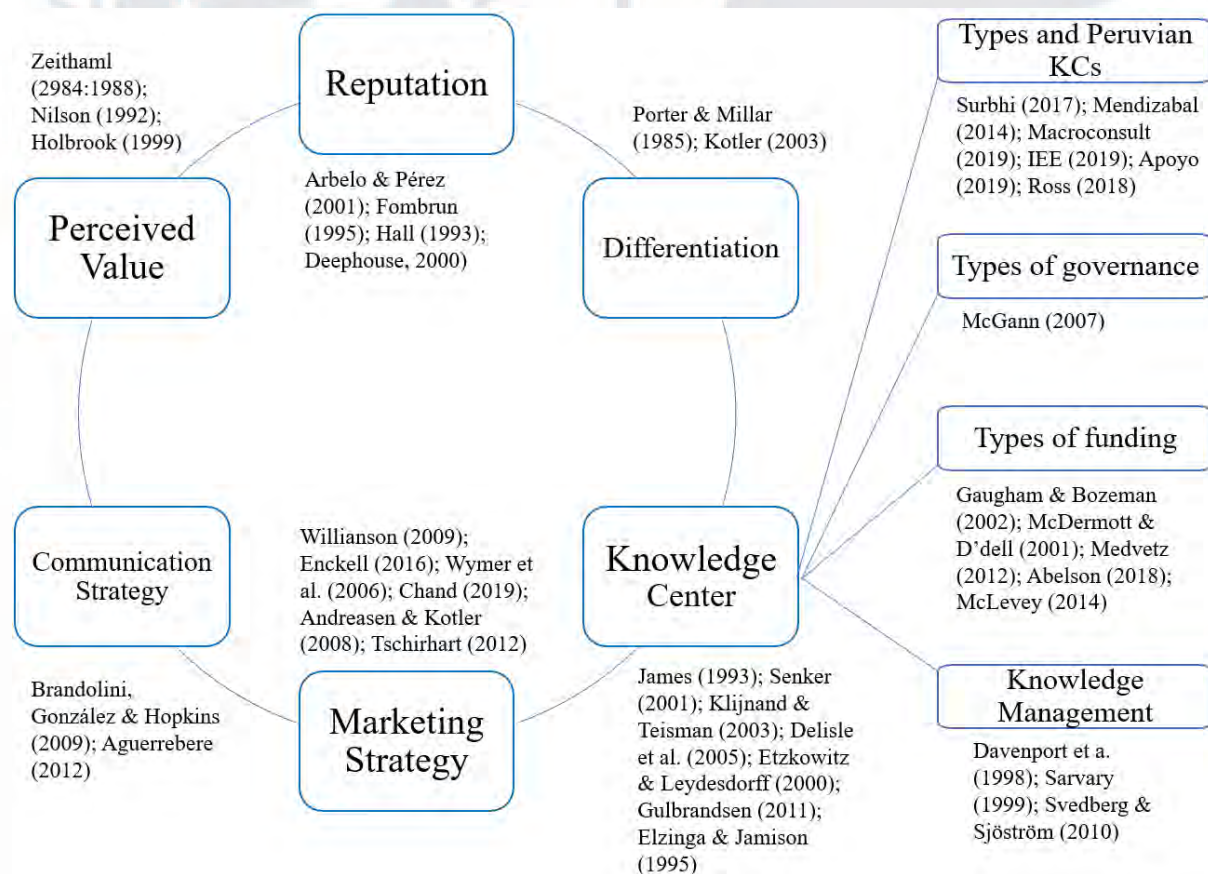 Zeithaml
(2984:1988);
Nilson (1992);
Holbrook (1999)
Reputation
Arbelo & Pérez
(2001); Fombrun
(1995); Hall (1993);
Deephouse, 2000)
Porter & Millar
(1985); Kotler (2003)
Perceived
Value
Differentiation
Communication
Strategy
Brandolini,
González & Hopkins
(2009); Aguerrebere
(2012)
Willianson (2009);
Enckell (2016); Wymer
et al. (2006); Chand (2019);
Andreasen & Kotler
(2008); Tschirhart (2012)
Marketing
Strategy
Knowledge
Center
James (1993); Senker
(2001); Klijnand &
Teisman (2003); Delisle
et al. (2005); Etzkowitz
& Leydesdorff (2000);
Gulbrandsen (2011);
Elzinga & Jamison
(1995)
Types and Peruvian
KCs
Surbhi (2017); Mendizabal
(2014); Macroconsult
(2019); IEE (2019); Apoyo
(2019); Ross (2018)
Types of governance
McGann (2007)
Types of funding
Gaugham & Bozeman
(2002); McDermott &
D’dell (2001); Medvetz
(2012); Abelson (2018);
McLevey (2014)
Knowledge
Management
Davenport et a.
(1998); Sarvary
(1999); Svedberg &
Sjöström (2010)